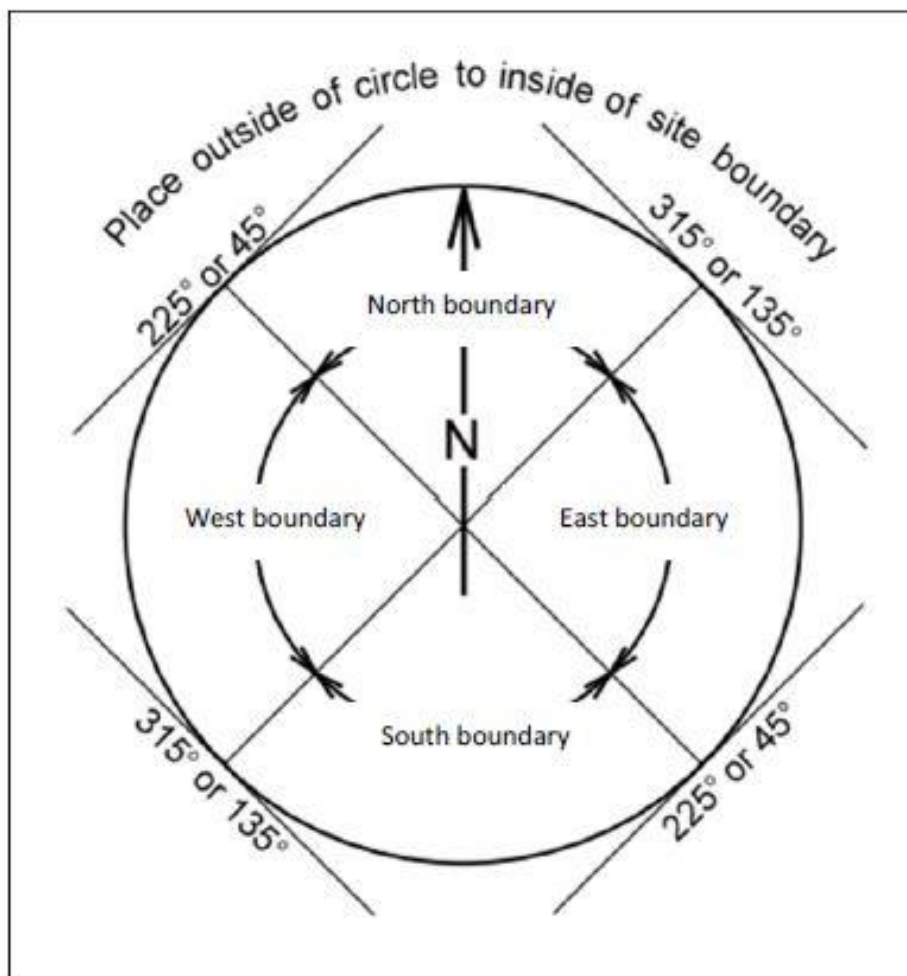 Place outside of circle to inside of site boundary
225° or 45°
315° or 135°
North boundary
N
West boundary
East boundary
South boundary
315° or 135°
225° or 45°